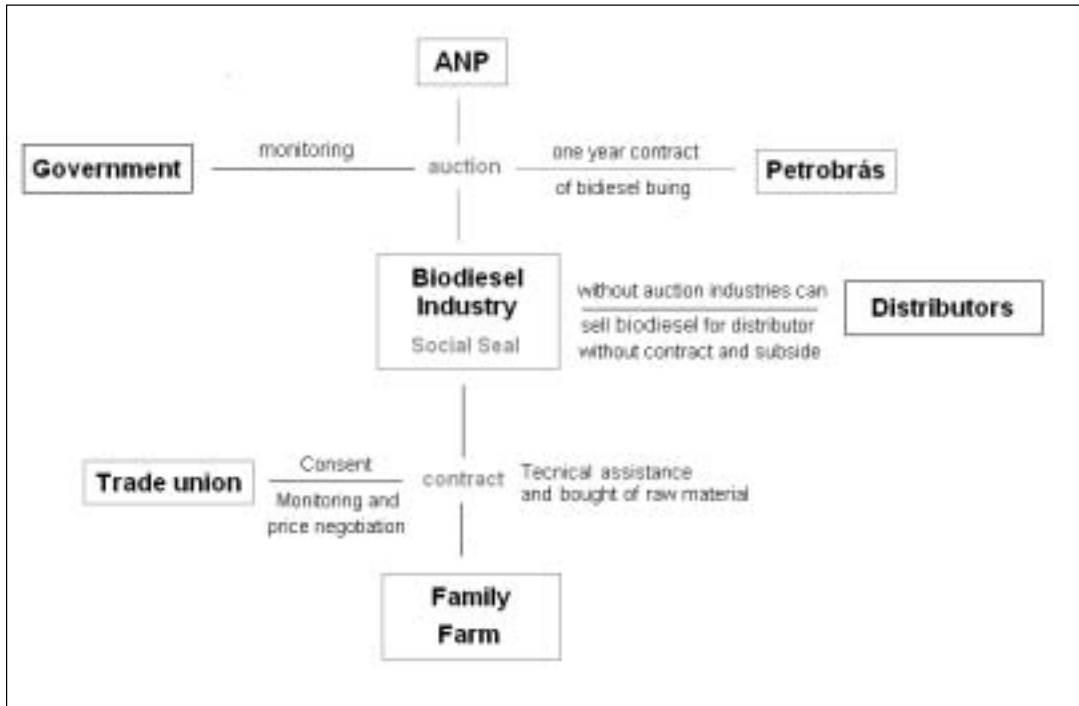 ANP
monitoring
Government
auction
one year contract
of bidiesel buing
Petrobrás
Biodiesel
Industry
Social Seal
without auction industries can
sell biodiesel for distributor
without contract and subside
Distributors
Trade union
Consent
Monitoring and
price negotiation
contract
Tecnical assistance
and bought of raw material
Family
Farm